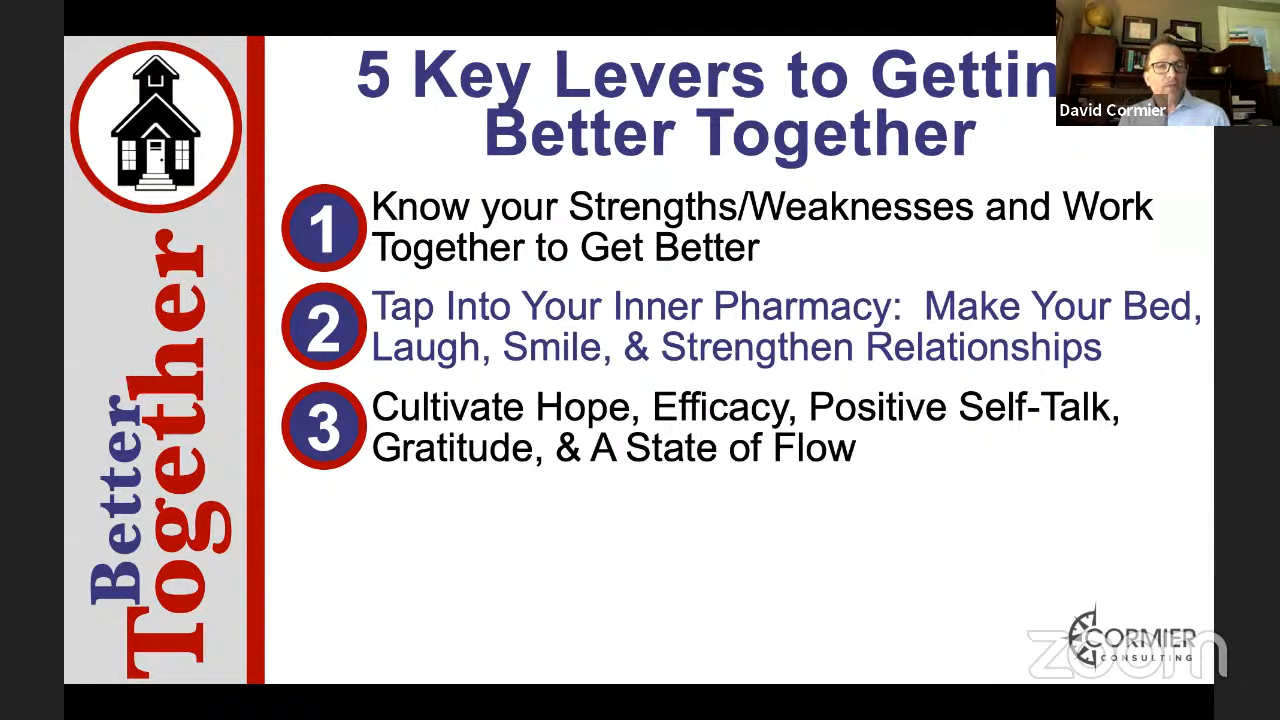 5 Key Levers to Gettin
Better Together
David Cormier
1
Know your Strengths/Weaknesses and Work
Together to Get Better
2
Tap Into Your Inner Pharmacy:  Make Your Bed,
Laugh, Smile, & Strengthen Relationships
3
Cultivate Hope, Efficacy, Positive Self-Talk,
Gratitude, & A State of Flow
Better
Together
CORMIER
CONSULTING
zoom